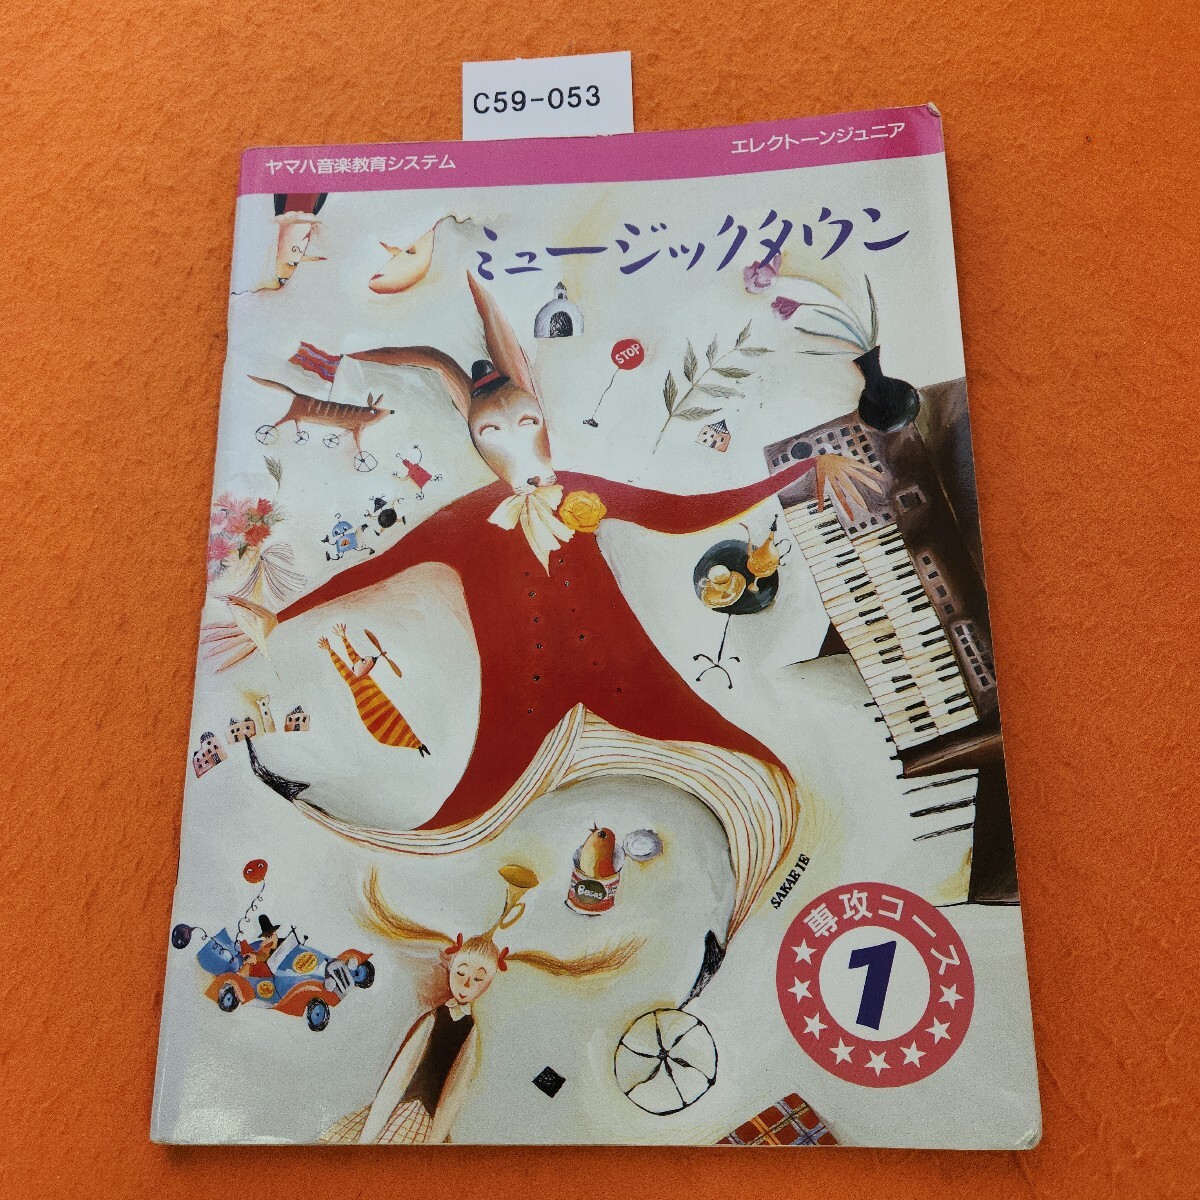 C59-053
ヤマハ音楽教育システム
エレクトーンジュニア
ミュージックタウン
STOP
BEANS
SAKAE IE
専攻コース
1